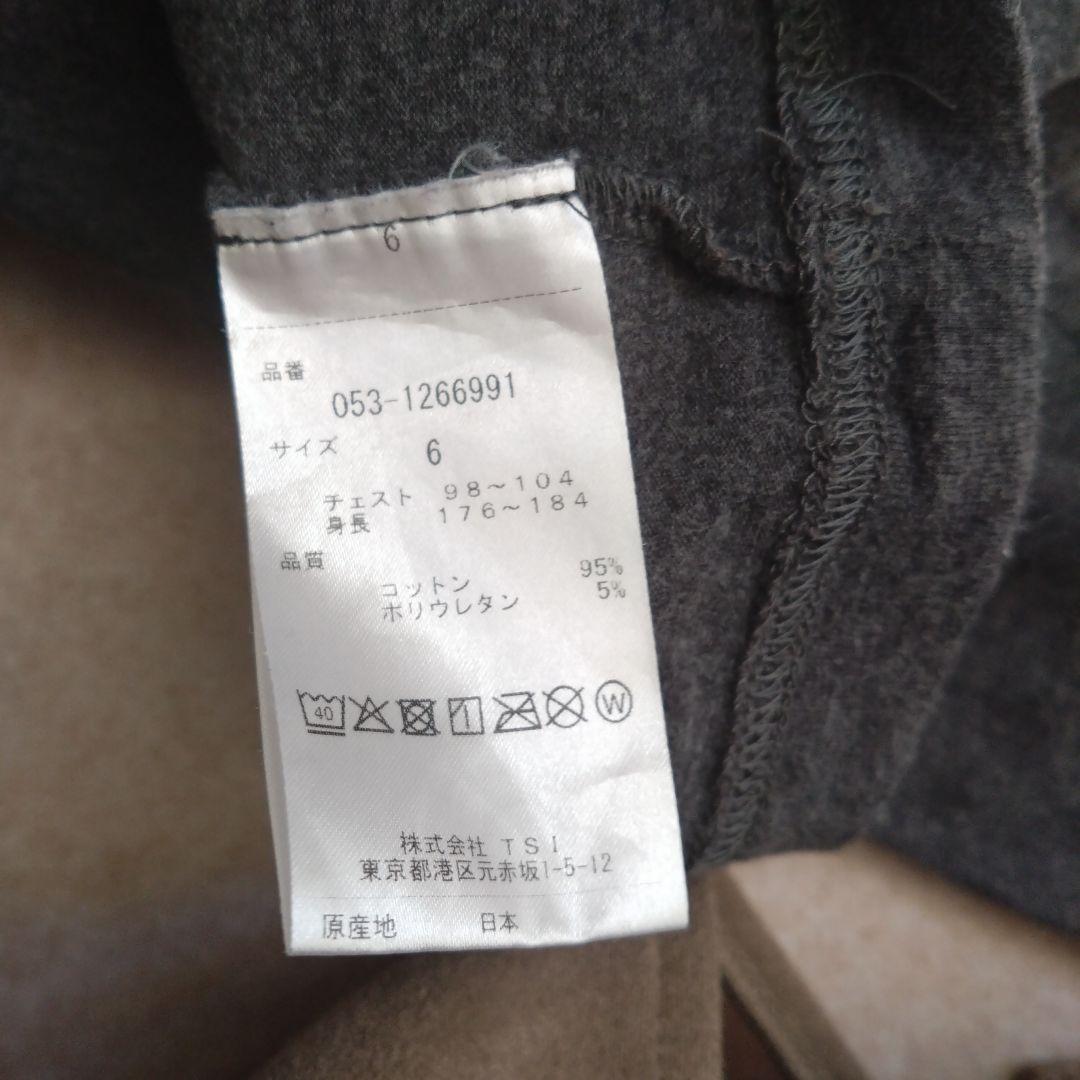 6
品番
053-1266991
サイズ 6
チェスト 98～104
身長 176～184
品質
コットン 95%
ポリウレタン 5%
40
W
株式会社 TSI
東京都港区元赤坂1-5-12
原産地 日本